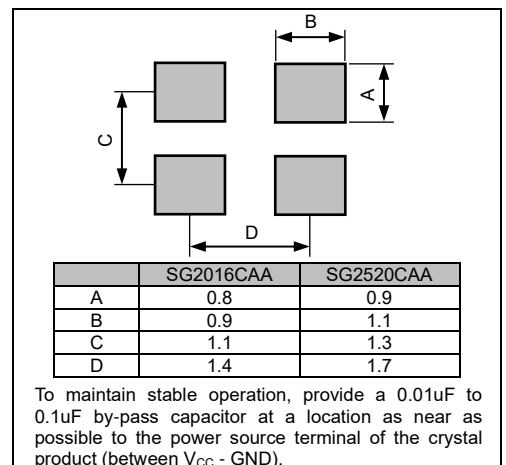 B
A
C
D
SG2016CAA SG2520CAA
A 0.8 0.9
B 0.9 1.1
C 1.1 1.3
D 1.4 1.7
To maintain stable operation, provide a 0.01uF to
0.1uF by-pass capacitor at a location as near as
possible to the power source terminal of the crystal
product (between VCC - GND).